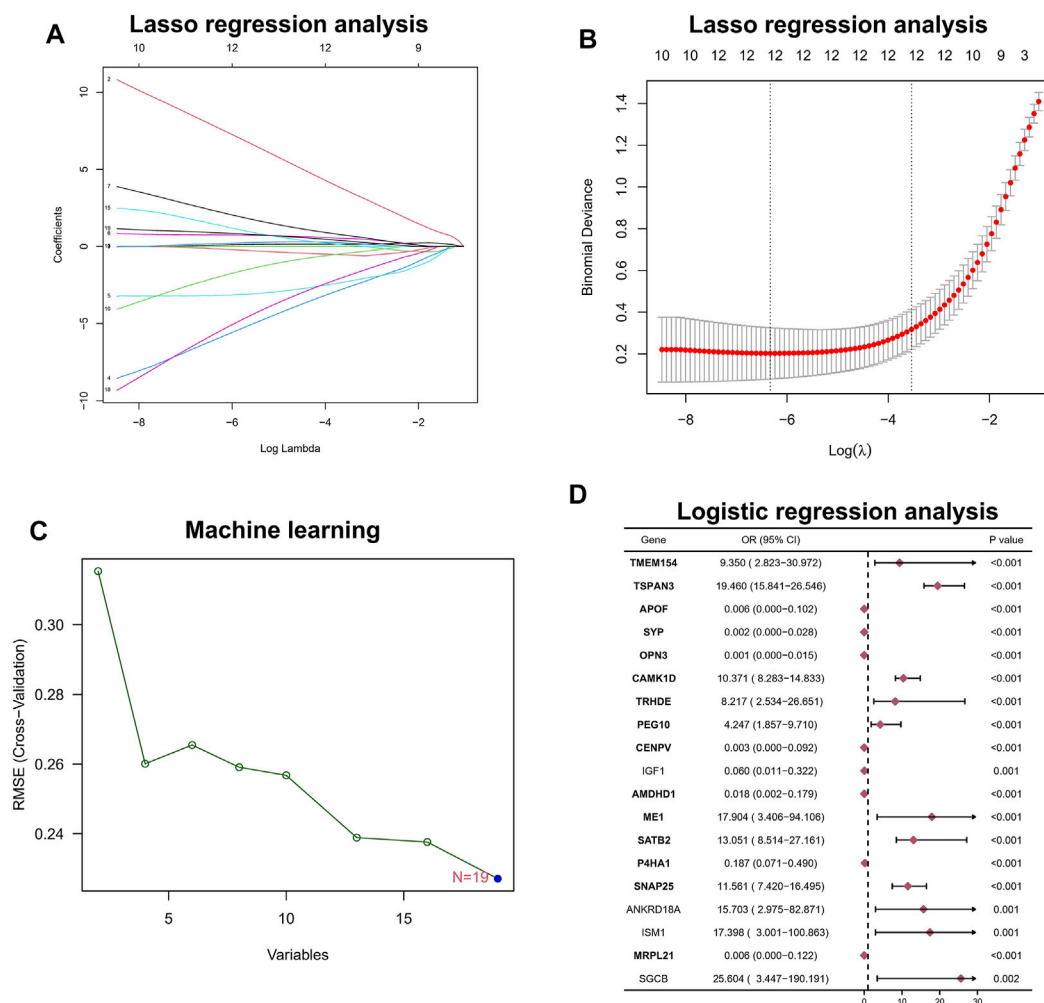 A
Lasso regression analysis
10 12 12 9
Coefficients
10
5
0
−5
−10
2
7
15
19
6
5
10
4
18
−8 −6 −4 −2
Log Lambda
B
Lasso regression analysis
10 10 12 12 12 12 12 12 12 12 12 10 9 3
Binomial Deviance
1.4
1.2
1.0
0.8
0.6
0.4
0.2
−8 −6 −4 −2
Log(λ)
C
Machine learning
RMSE (Cross−Validation)
0.30
0.28
0.26
0.24
N=19
5 10 15
Variables
D
Logistic regression analysis
Gene OR (95% CI) P value
TMEM154 9.350 ( 2.823−30.972) <0.001
TSPAN3 19.460 (15.841−26.546) <0.001
APOF 0.006 (0.000−0.102) <0.001
SYP 0.002 (0.000−0.028) <0.001
OPN3 0.001 (0.000−0.015) <0.001
CAMK1D 10.371 ( 8.283−14.833) <0.001
TRHDE 8.217 ( 2.534−26.651) <0.001
PEG10 4.247 (1.857−9.710) <0.001
CENPV 0.003 (0.000−0.092) <0.001
IGF1 0.060 (0.011−0.322) 0.001
AMDHD1 0.018 (0.002−0.179) <0.001
ME1 17.904 ( 3.406−94.106) <0.001
SATB2 13.051 ( 8.514−27.161) <0.001
P4HA1 0.187 (0.071−0.490) <0.001
SNAP25 11.561 ( 7.420−16.495) <0.001
ANKRD18A 15.703 ( 2.975−82.871) 0.001
ISM1 17.398 ( 3.001−100.863) 0.001
MRPL21 0.006 (0.000−0.122) <0.001
SGCB 25.604 ( 3.447−190.191) 0.002
0 10 20 30